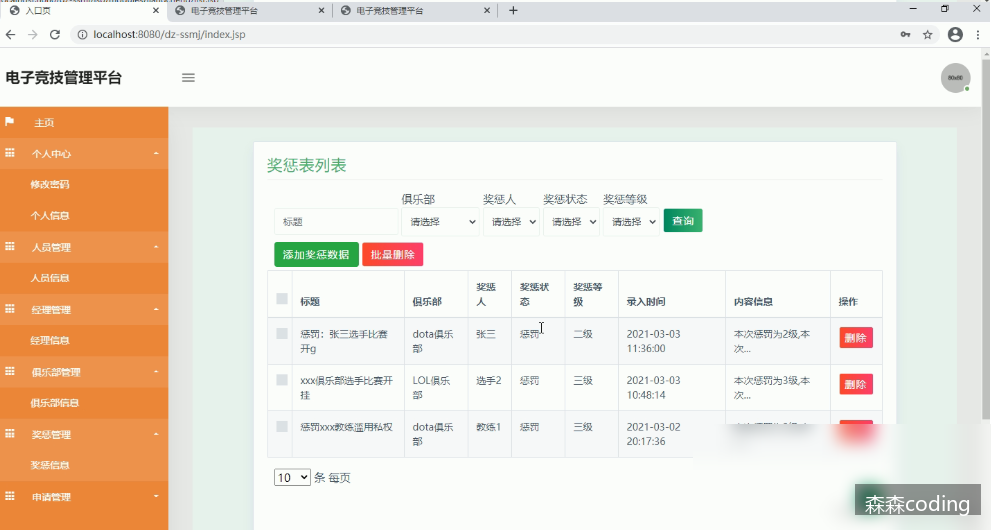 入口页
电子竞技管理平台
电子竞技管理平台
localhost:8080/dz-ssmj/index.jsp
电子竞技管理平台
主页
个人中心
修改密码
个人信息
人员管理
人员信息
经理管理
经理信息
俱乐部管理
俱乐部信息
奖惩管理
奖惩信息
申请管理
奖惩表列表
俱乐部 奖惩人 奖惩状态 奖惩等级
标题 请选择 请选择 请选择 请选择 查询
添加奖惩数据 批量删除
标题 俱乐部 奖惩人 奖惩状态 奖惩等级 录入时间 内容信息 操作
惩罚：张三选手比赛开g dota俱乐部 张三 惩罚 二级 2021-03-03 11:36:00 本次惩罚为2级,本次... 删除
xxx俱乐部选手比赛开挂 LOL俱乐部 选手2 惩罚 三级 2021-03-03 10:48:14 本次惩罚为3级,本次... 删除
惩罚xxx教练滥用私权 dota俱乐部 教练1 惩罚 三级 2021-03-02 20:17:36
10 条 每页
森森coding